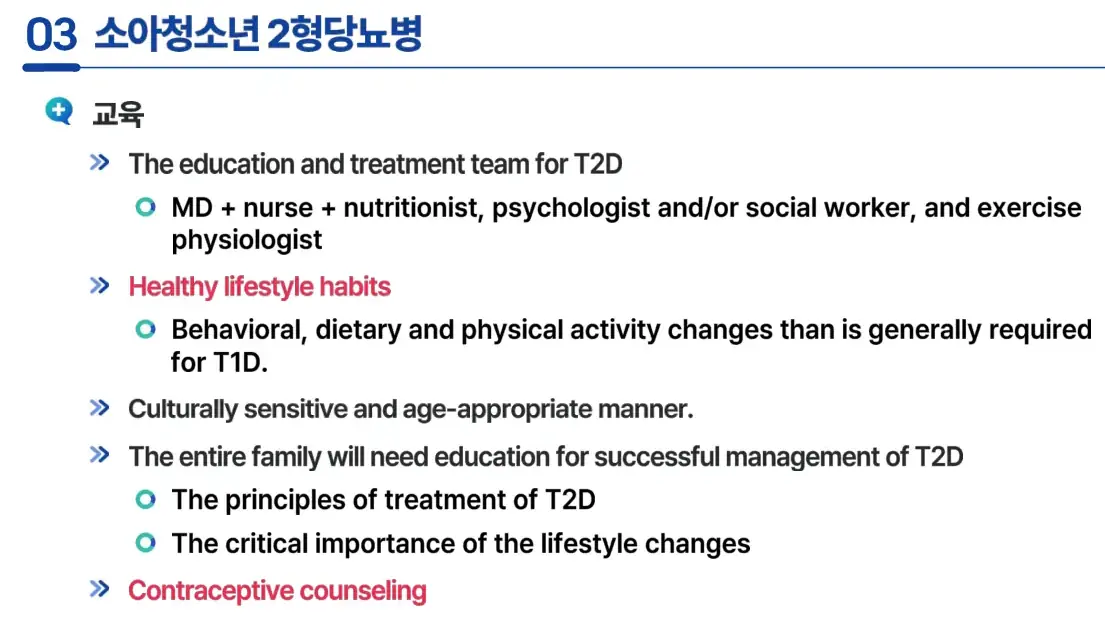 03 소아청소년 2형당뇨병
교육
The education and treatment team for T2D
MD + nurse + nutritionist, psychologist and/or social worker, and exercise
physiologist
Healthy lifestyle habits
Behavioral, dietary and physical activity changes than is generally required
for T1D.
Culturally sensitive and age-appropriate manner.
The entire family will need education for successful management of T2D
The principles of treatment of T2D
The critical importance of the lifestyle changes
Contraceptive counseling